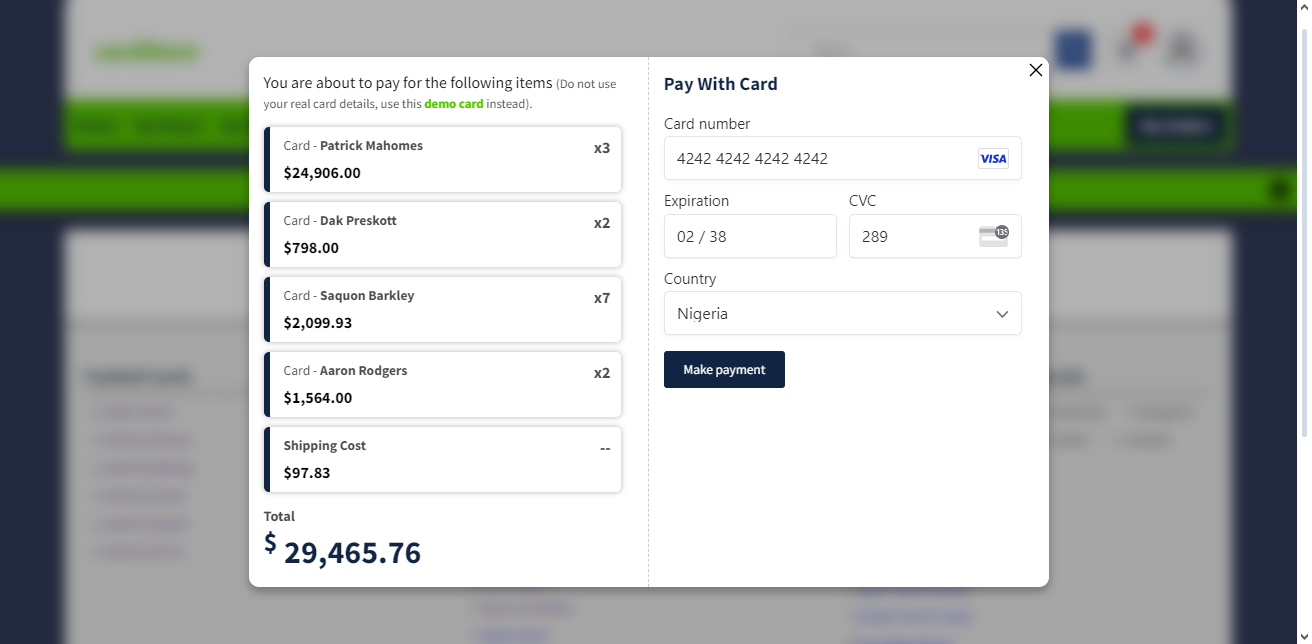 You are about to pay for the following items (Do not use
your real card details, use this demo card instead).
Card - Patrick Mahomes
x3
$24,906.00
Card - Dak Preskott
x2
$798.00
Card - Saquon Barkley
x7
$2,099.93
Card - Aaron Rodgers
x2
$1,564.00
Shipping Cost
--
$97.83
Total
$ 29,465.76
Pay With Card
Card number
4242 4242 4242 4242
VISA
Expiration
CVC
02 / 38
289
135
Country
Nigeria
Make payment